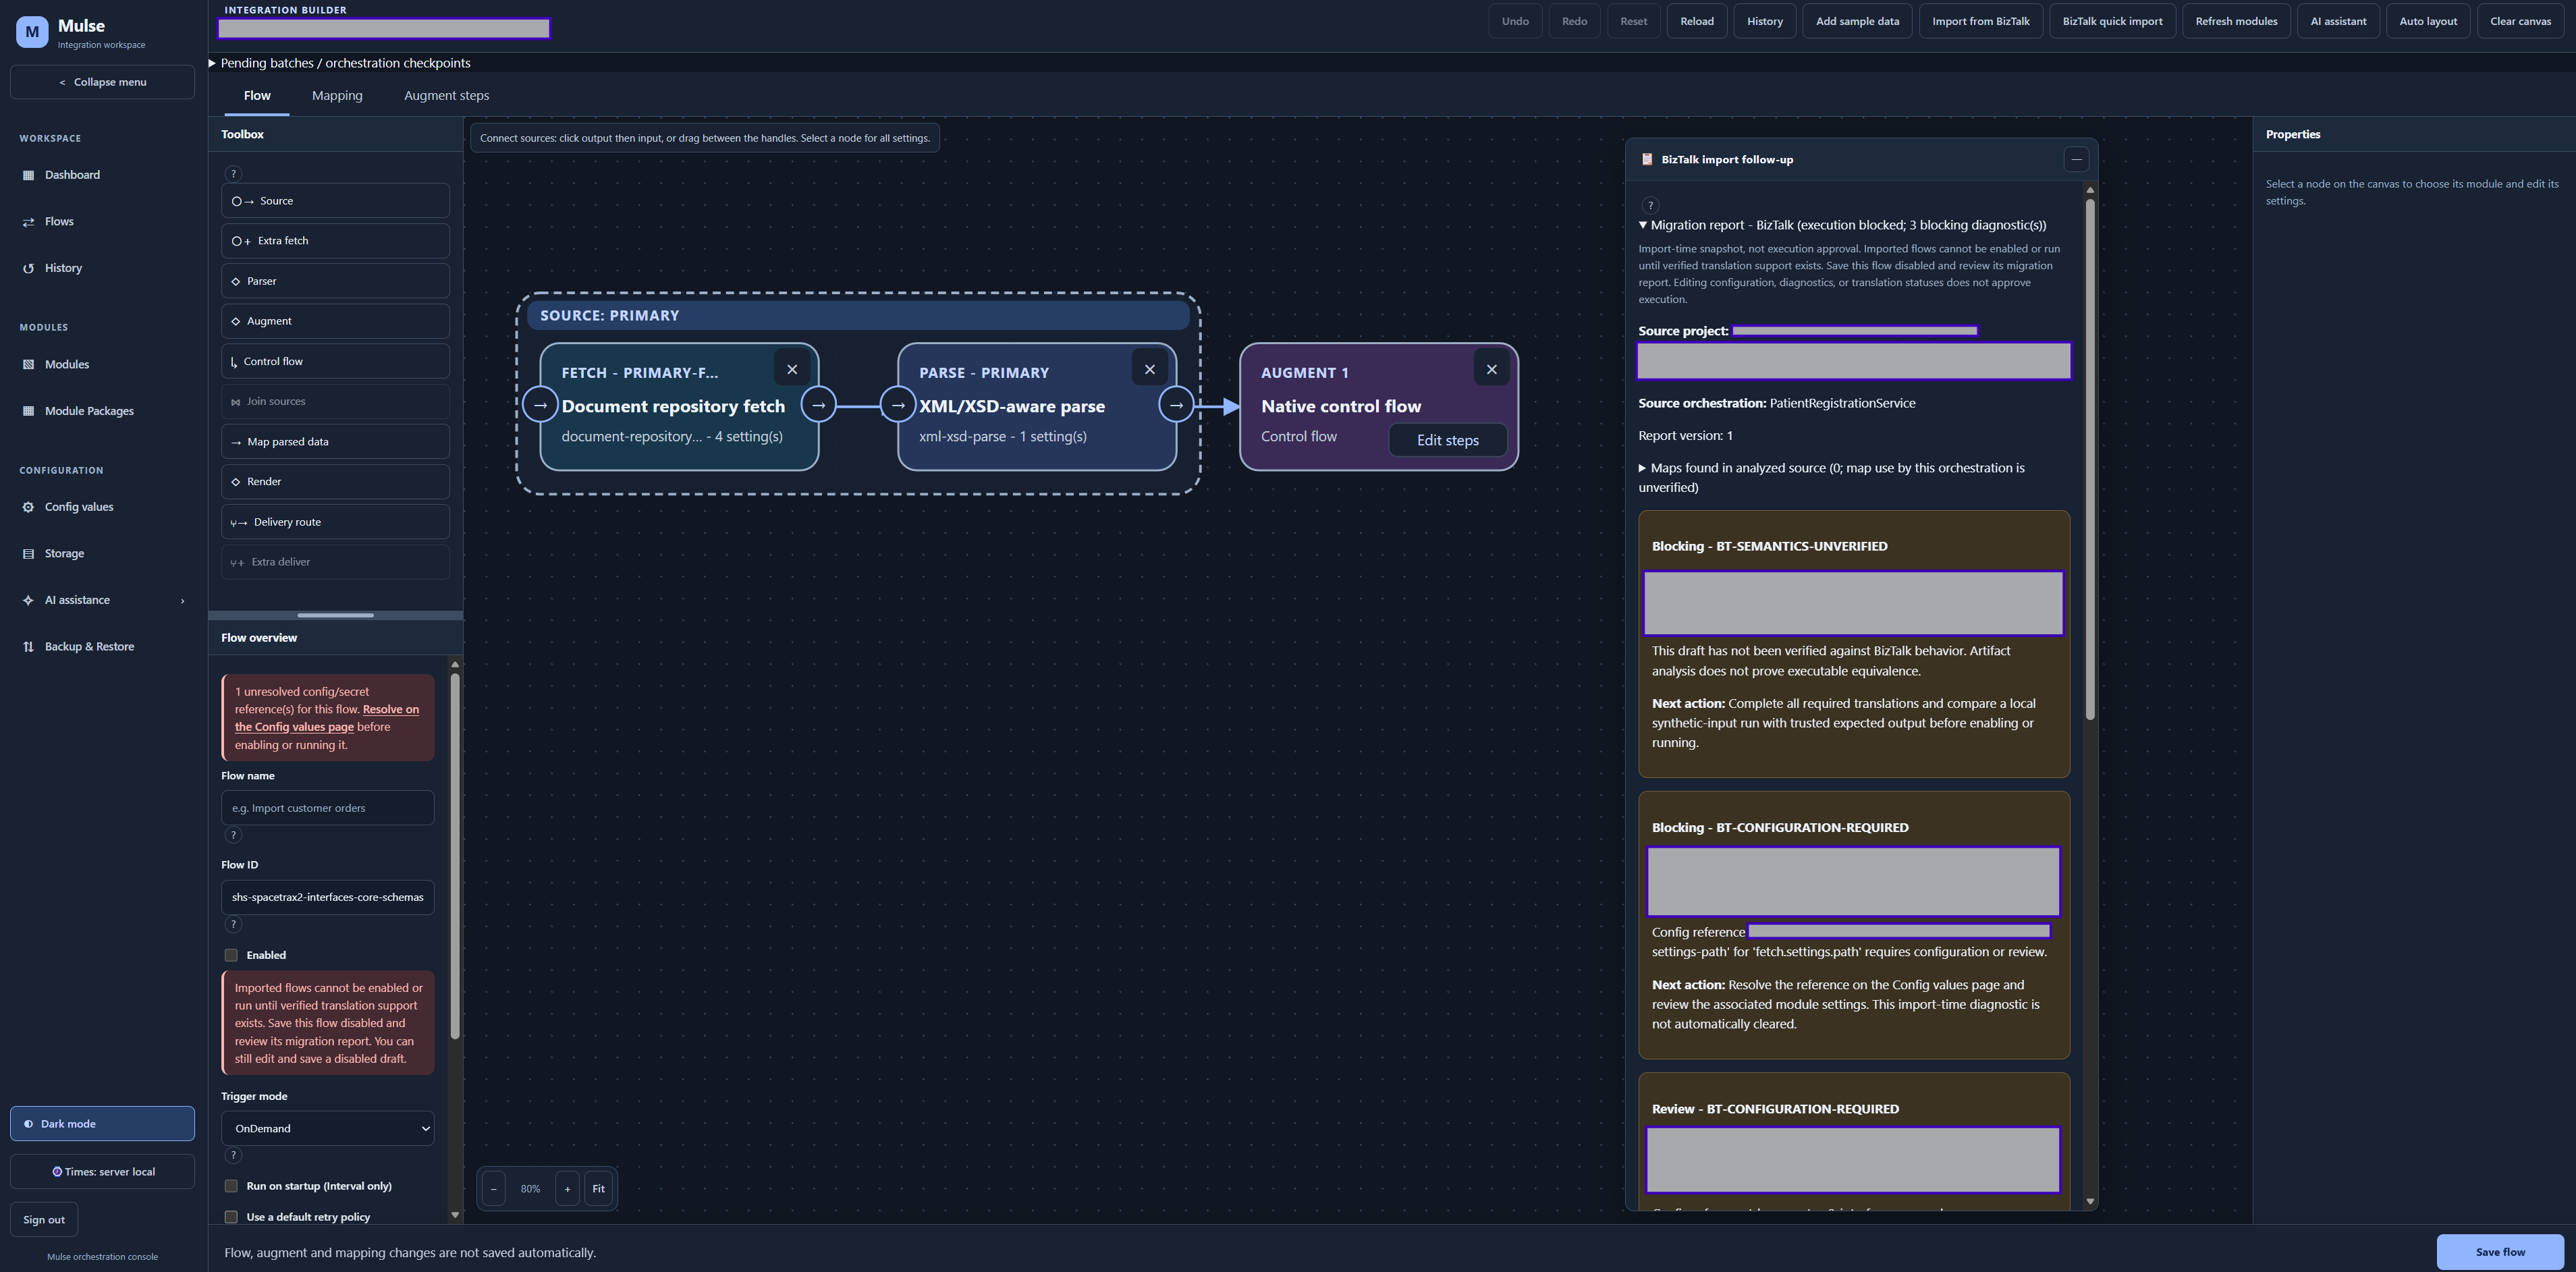 M
Mulse
Integration workspace
< Collapse menu
WORKSPACE
Dashboard
Flows
History
MODULES
Modules
Module Packages
CONFIGURATION
Config values
Storage
AI assistance ›
Backup & Restore
Dark mode
Times: server local
Sign out
Mulse orchestration console
INTEGRATION BUILDER
Undo
Redo
Reset
Reload
History
Add sample data
Import from BizTalk
BizTalk quick import
Refresh modules
AI assistant
Auto layout
Clear canvas
Pending batches / orchestration checkpoints
Flow
Mapping
Augment steps
Toolbox
?
Source
Extra fetch
Parser
Augment
Control flow
Join sources
Map parsed data
Render
Delivery route
Extra deliver
Flow overview
1 unresolved config/secret
reference(s) for this flow. Resolve on
the Config values page before
enabling or running it.
Flow name
e.g. Import customer orders
?
Flow ID
shs-spacetrax2-interfaces-core-schemas
?
Enabled
Imported flows cannot be enabled or
run until verified translation support
exists. Save this flow disabled and
review its migration report. You can
still edit and save a disabled draft.
Trigger mode
OnDemand
?
Run on startup (Interval only)
Use a default retry policy
Connect sources: click output then input, or drag between the handles. Select a node for all settings.
SOURCE: PRIMARY
FETCH - PRIMARY-F...
Document repository fetch
document-repository... - 4 setting(s)
PARSE - PRIMARY
XML/XSD-aware parse
xml-xsd-parse - 1 setting(s)
AUGMENT 1
Native control flow
Control flow
Edit steps
− 80% + Fit
BizTalk import follow-up
?
Migration report - BizTalk (execution blocked; 3 blocking diagnostic(s))
Import-time snapshot, not execution approval. Imported flows cannot be enabled or run
until verified translation support exists. Save this flow disabled and review its migration
report. Editing configuration, diagnostics, or translation statuses does not approve
execution.
Source project:
Source orchestration: PatientRegistrationService
Report version: 1
Maps found in analyzed source (0; map use by this orchestration is
unverified)
Blocking - BT-SEMANTICS-UNVERIFIED
This draft has not been verified against BizTalk behavior. Artifact
analysis does not prove executable equivalence.
Next action: Complete all required translations and compare a local
synthetic-input run with trusted expected output before enabling or
running.
Blocking - BT-CONFIGURATION-REQUIRED
Config reference
settings-path' for 'fetch.settings.path' requires configuration or review.
Next action: Resolve the reference on the Config values page and
review the associated module settings. This import-time diagnostic is
not automatically cleared.
Review - BT-CONFIGURATION-REQUIRED
Properties
Select a node on the canvas to choose its module and edit its
settings.
Flow, augment and mapping changes are not saved automatically.
Save flow